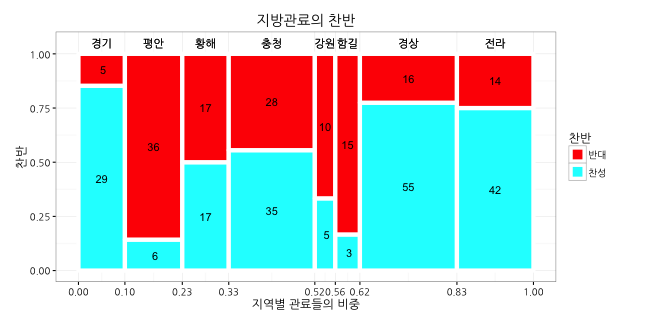 지방관료의 찬반
경기 평안 황해 충청 강원 함길 경상 전라
1.00
0.75
0.50
0.25
0.00
찬반
5 36 17 28 10 15 16 14
29 6 17 35 5 3 55 42
0.00 0.10 0.23 0.33 0.52 0.56 0.62 0.83 1.00
지역별 관료들의 비중
찬반
반대
찬성